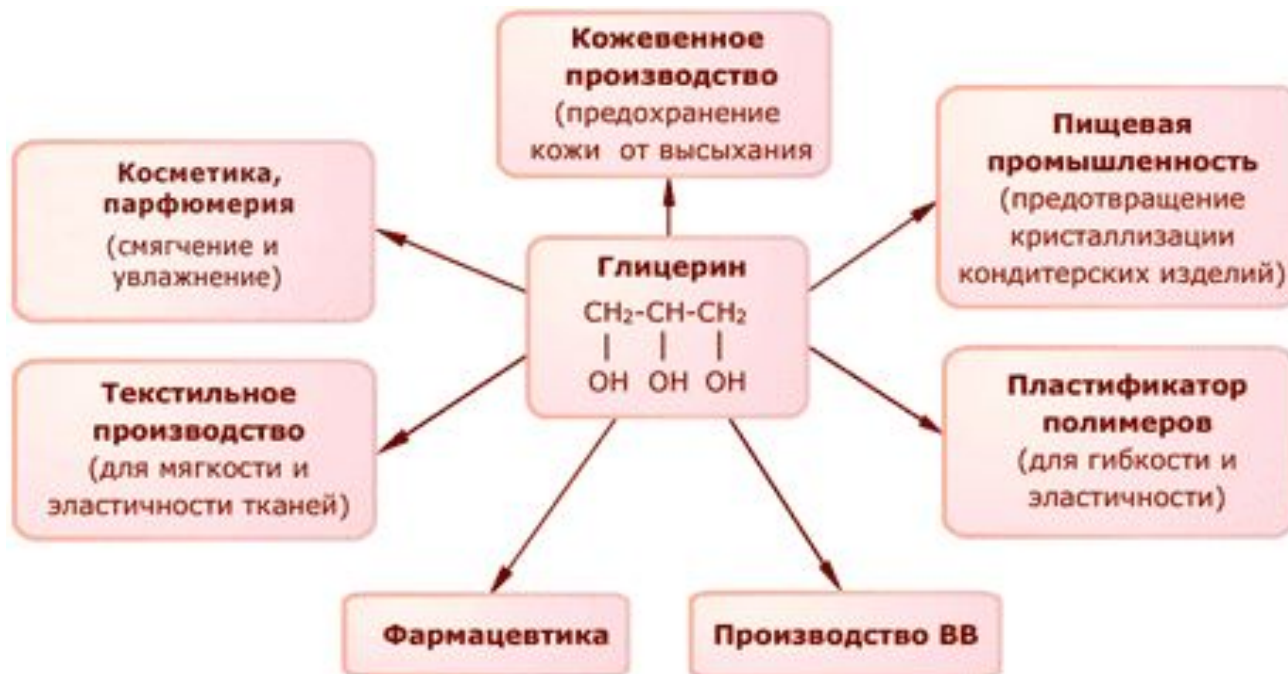 Кожевенное
производство
(предохранение
кожи от высыхания
Пищевая
промышленность
(предотвращение
кристаллизации
кондитерских изделий)
Косметика,
парфюмерия
(смягчение и
увлажнение)
Глицерин
CH₂-CH-CH₂
| | |
OH OH OH
Текстильное
производство
(для мягкости и
эластичности тканей)
Пластификатор
полимеров
(для гибкости и
эластичности)
Фармацевтика
Производство ВВ